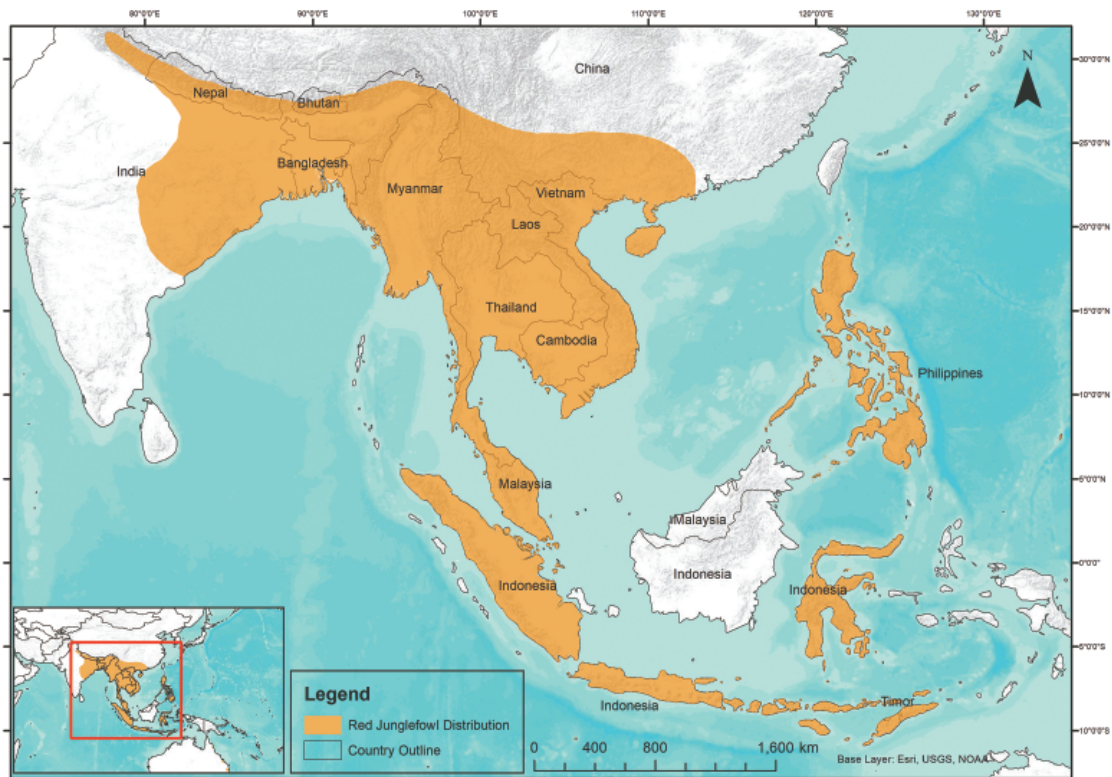 80°0'0"E 90°0'0"E 100°0'0"E 110°0'0"E 120°0'0"E 130°0'0"E
N
30°0'0"N
China
Nepal
Bhutan
25°0'0"N
India
Bangladesh
Myanmar
Vietnam
Laos
20°0'0"N
15°0'0"N
Thailand
Cambodia
Philippines
10°0'0"N
5°0'0"N
Malaysia
Malaysia
Indonesia
Indonesia
Indonesia
0°0'0"
5°0'0"S
Timor
Indonesia
10°0'0"S
Legend
Red Junglefowl Distribution
Country Outline
0 400 800 1,600 km
Base Layer: Esri, USGS, NOAA